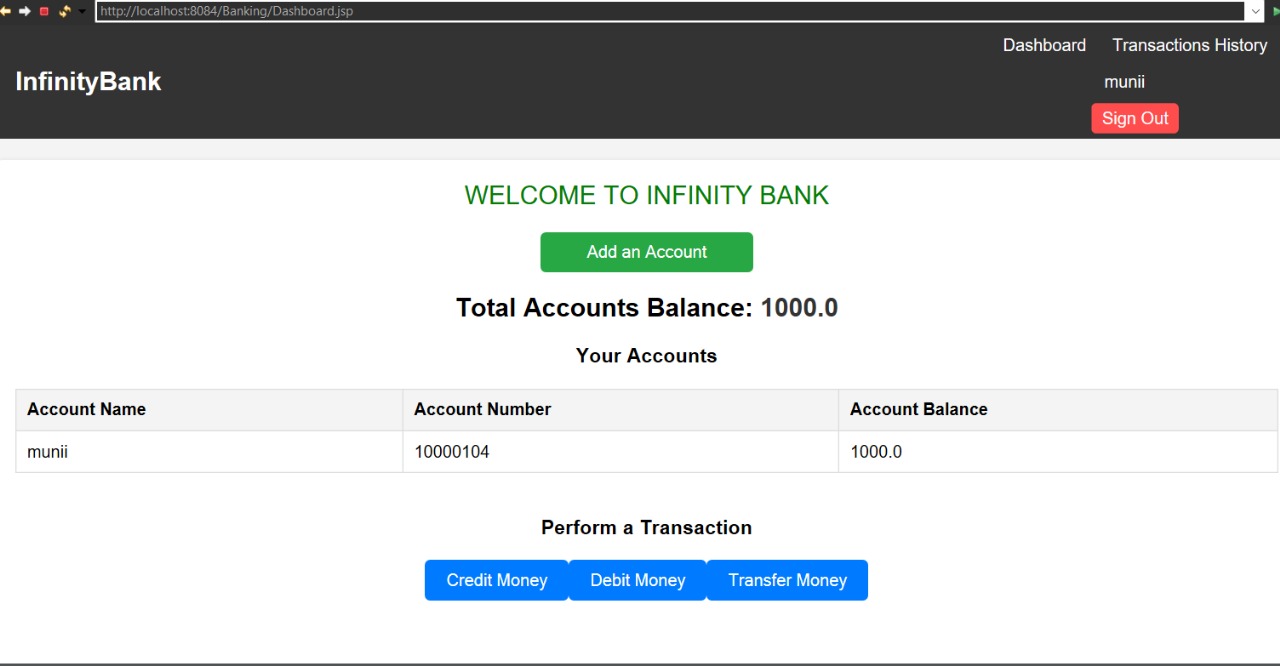 http://localhost:8084/Banking/Dashboard.jsp
Dashboard Transactions History
InfinityBank
munii
Sign Out
WELCOME TO INFINITY BANK
Add an Account
Total Accounts Balance: 1000.0
Your Accounts
Account Name Account Number Account Balance
munii 10000104 1000.0
Perform a Transaction
Credit Money Debit Money Transfer Money